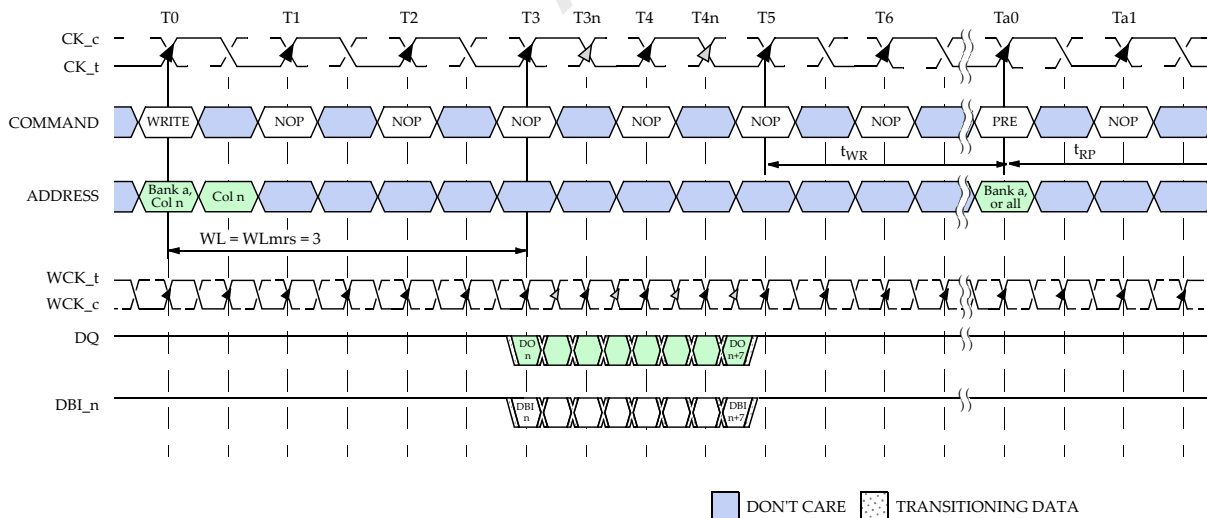 T0 T1 T2 T3 T3n T4 T4n T5 T6 Ta0 Ta1
CK_c
CK_t
COMMAND WRITE NOP NOP NOP NOP NOP NOP PRE NOP
tWR tRP
ADDRESS Bank a, Col n Col n Bank a, or all
WL = WLmrs = 3
WCK_t
WCK_c
DQ DO n DO n+7
DBI_n DBI n DBI n+7
DON'T CARE TRANSITIONING DATA